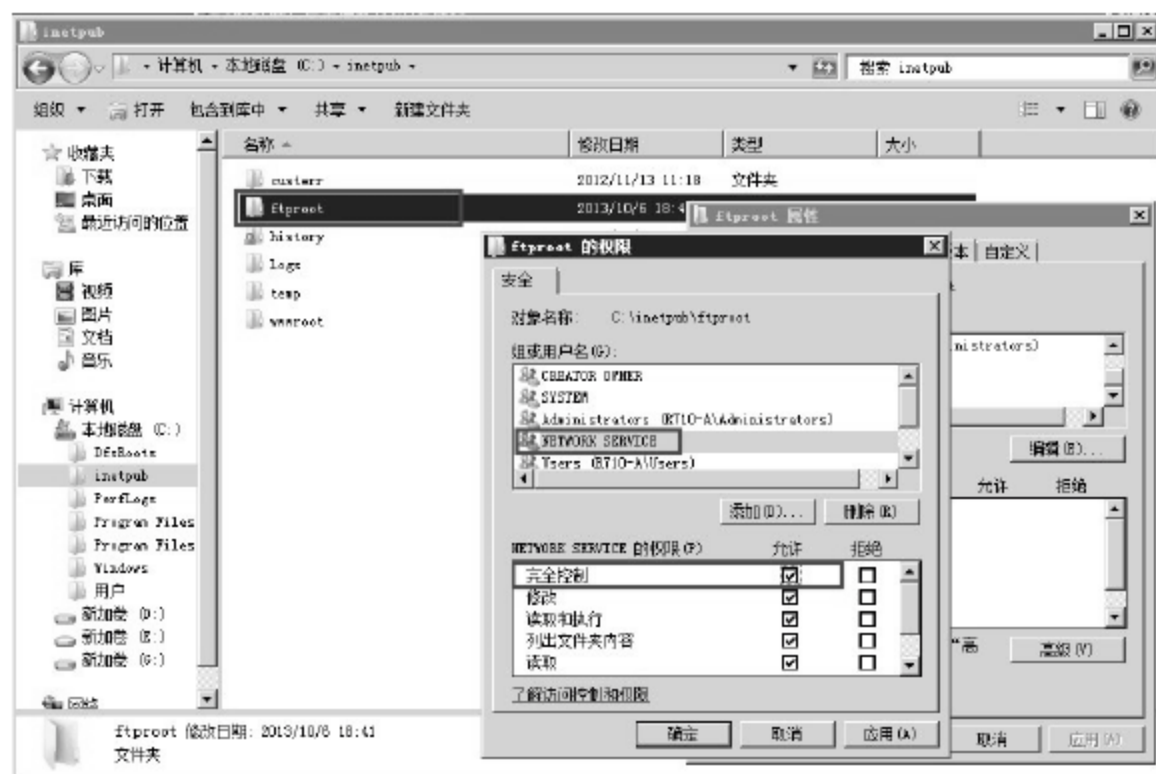 inetpub
计算机 本地磁盘 (C:) inetpub 搜索 inetpub
组织 打开 包含到库中 共享 新建文件夹
收藏夹
下载
桌面
最近访问的位置
库
视频
图片
文档
音乐
计算机
本地磁盘 (C:)
DfsRoots
inetpub
PerfLogs
Program Files
Program Files
Windows
用户
新加卷 (D:)
新加卷 (E:)
新加卷 (G:)
网络
名称 修改日期 类型 大小
custerr 2012/11/13 11:18 文件夹
ftproot 2013/10/6 18:4
history
logs
temp
wwwroot
ftproot 属性
本 自定义
nistrators)
编辑(E)...
允许 拒绝
“高
高级(V)
取消 应用(A)
ftproot 的权限
安全
对象名称: C:\inetpub\ftproot
组或用户名(G):
CREATOR OWNER
SYSTEM
Administrators (R710-A\Administrators)
NETWORK SERVICE
Users (R710-A\Users)
添加(D)... 删除(R)
NETWORK SERVICE 的权限(P) 允许 拒绝
完全控制
修改
读取和执行
列出文件夹内容
读取
了解访问控制和权限
确定 取消 应用(A)
ftproot 修改日期: 2013/10/6 18:41
文件夹